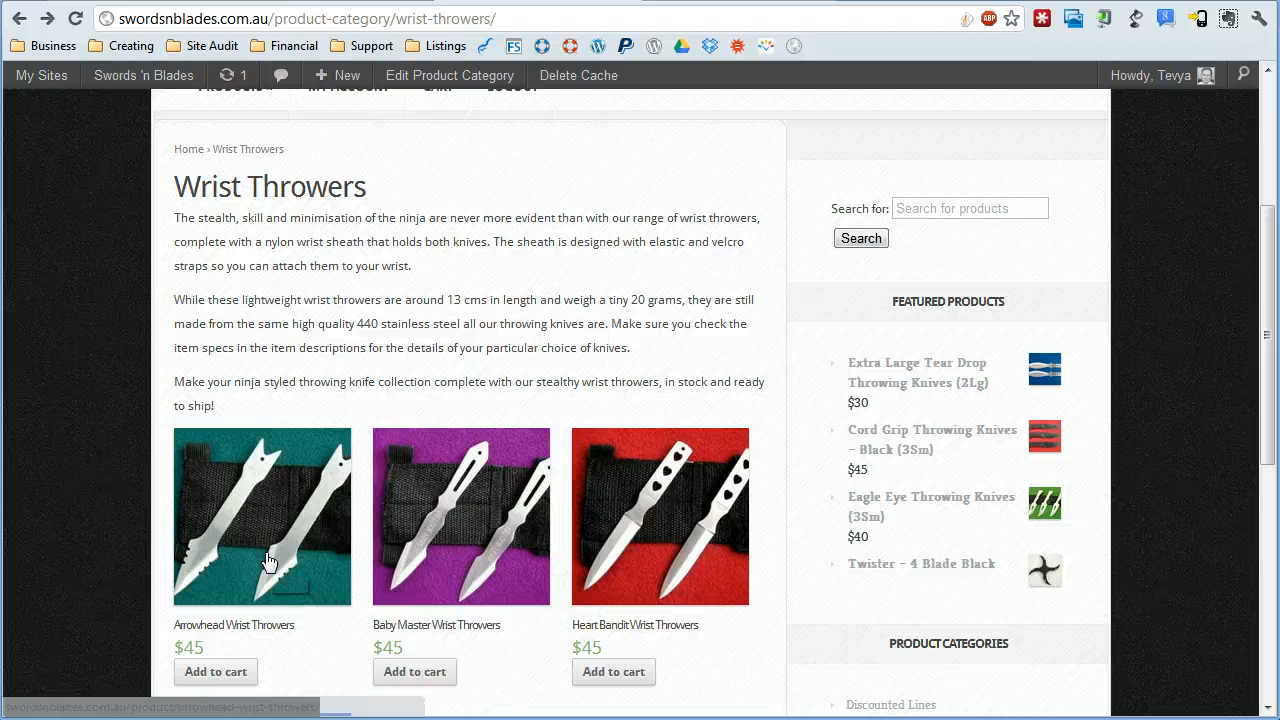 swordsnblades.com.au/product-category/wrist-throwers/
Business Creating Site Audit Financial Support Listings
My Sites Swords 'n Blades 1 + New Edit Product Category Delete Cache Howdy, Tevya
PRODUCTS MY ACCOUNT CART LOGOUT
Home › Wrist Throwers
Wrist Throwers
The stealth, skill and minimisation of the ninja are never more evident than with our range of wrist throwers,
complete with a nylon wrist sheath that holds both knives. The sheath is designed with elastic and velcro
straps so you can attach them to your wrist.
While these lightweight wrist throwers are around 13 cms in length and weigh a tiny 20 grams, they are still
made from the same high quality 440 stainless steel all our throwing knives are. Make sure you check the
item specs in the item descriptions for the details of your particular choice of knives.
Make your ninja styled throwing knife collection complete with our stealthy wrist throwers, in stock and ready
to ship!
Arrowhead Wrist Throwers
$45
Add to cart
Baby Master Wrist Throwers
$45
Add to cart
Heart Bandit Wrist Throwers
$45
Add to cart
Search for: Search for products
Search
FEATURED PRODUCTS
Extra Large Tear Drop
Throwing Knives (2Lg)
$30
Cord Grip Throwing Knives
– Black (3Sm)
$45
Eagle Eye Throwing Knives
(3Sm)
$40
Twister – 4 Blade Black
PRODUCT CATEGORIES
Discounted Lines
swordsnblades.com.au/product/arrowhead-wrist-throwers/